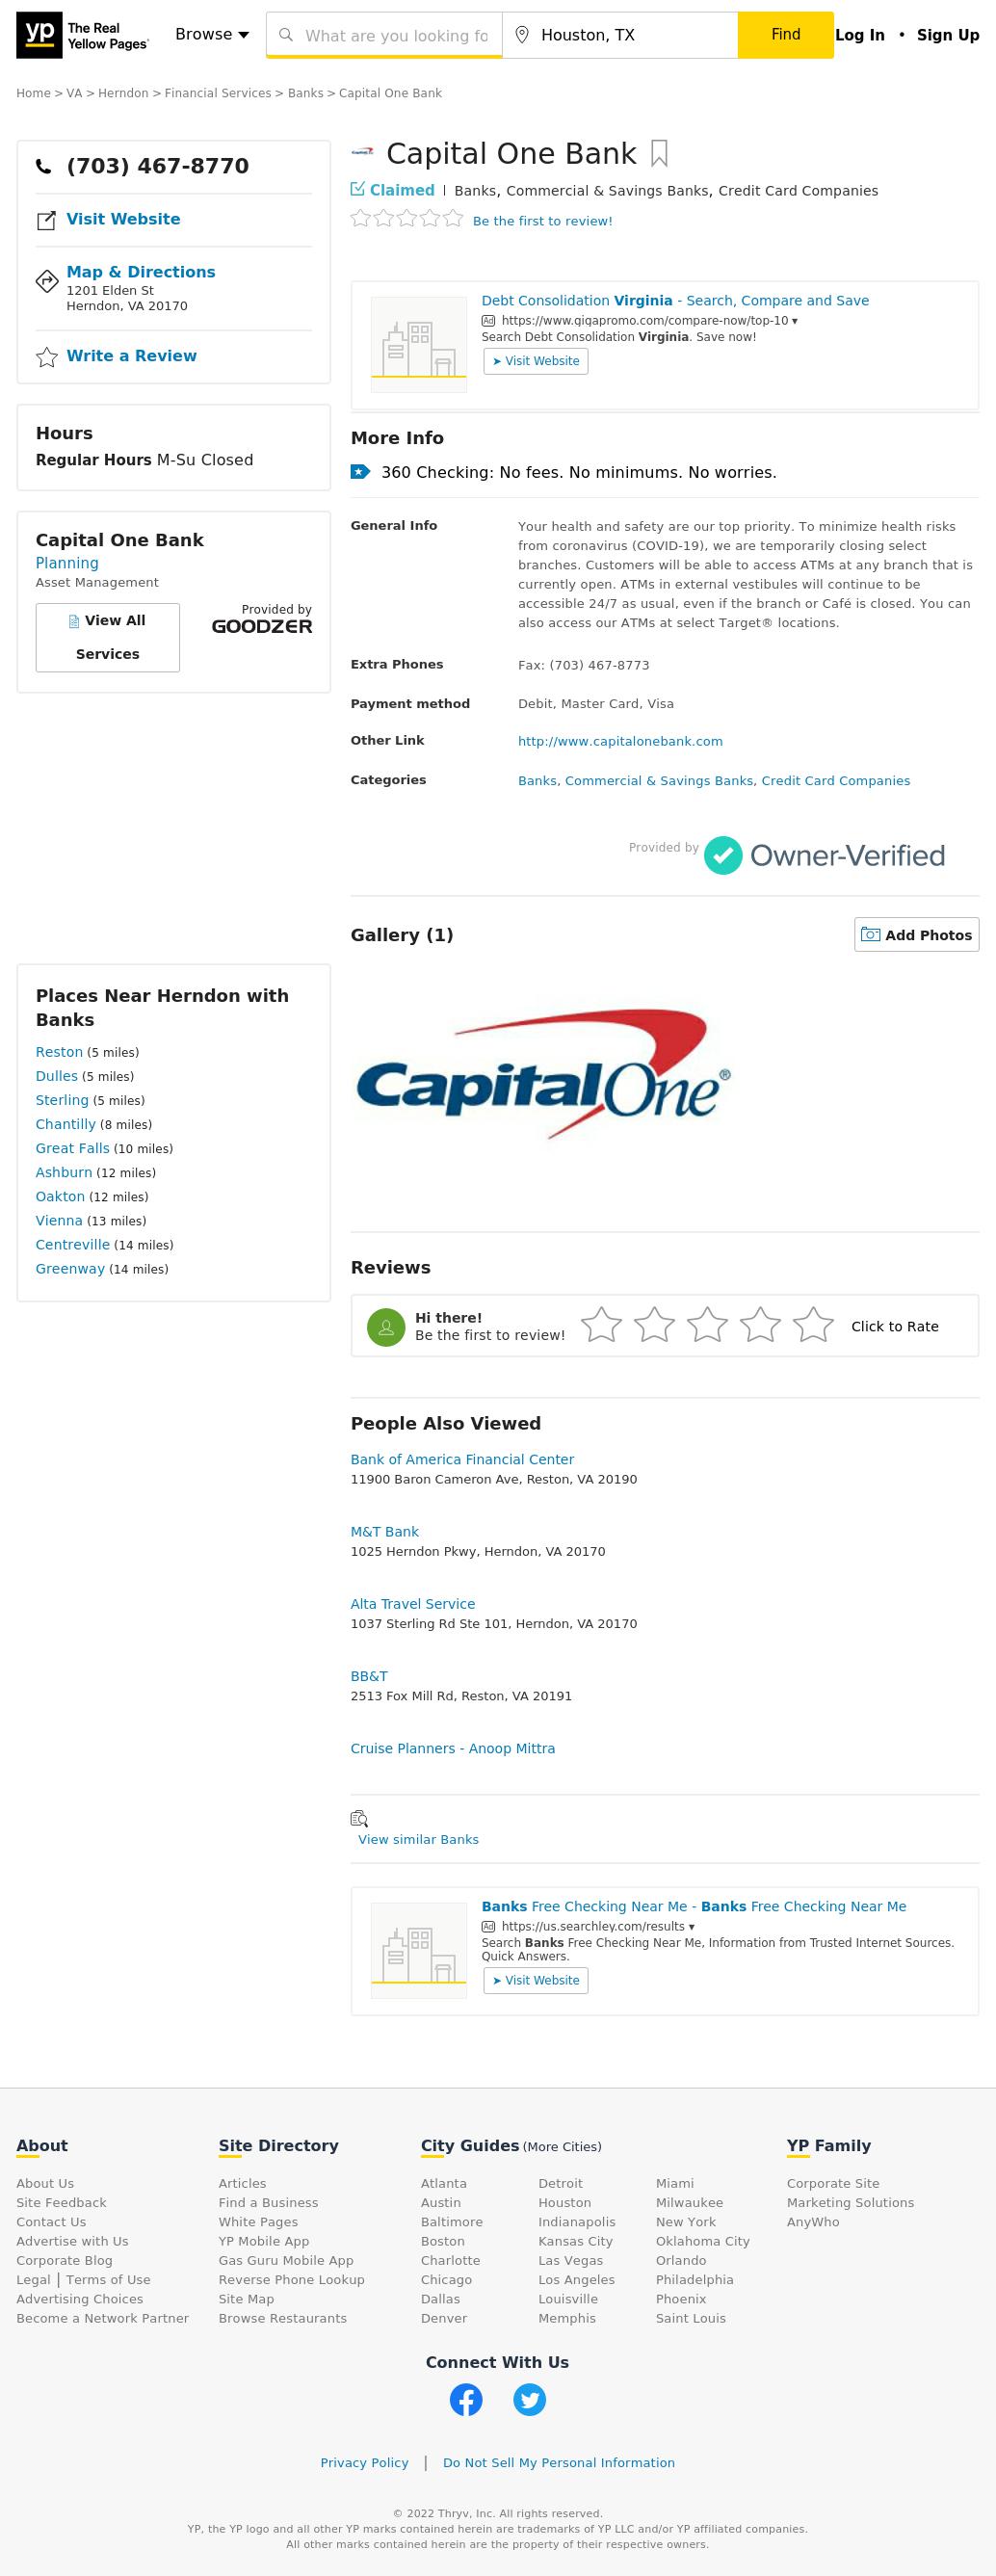 yp The Real
Yellow Pages
Browse
What are you looking fo
Houston, TX
Find
Log In • Sign Up
Home > VA > Herndon > Financial Services > Banks > Capital One Bank
(703) 467-8770
Visit Website
Map & Directions
1201 Elden St
Herndon, VA 20170
Write a Review
Hours
Regular Hours M-Su Closed
Capital One Bank
Planning
Asset Management
View All
Services
Provided by
GOODZER
Places Near Herndon with
Banks
Reston (5 miles)
Dulles (5 miles)
Sterling (5 miles)
Chantilly (8 miles)
Great Falls (10 miles)
Ashburn (12 miles)
Oakton (12 miles)
Vienna (13 miles)
Centreville (14 miles)
Greenway (14 miles)
Capital One Bank
Claimed | Banks, Commercial & Savings Banks, Credit Card Companies
Be the first to review!
Debt Consolidation Virginia - Search, Compare and Save
Ad https://www.gigapromo.com/compare-now/top-10 ▾
Search Debt Consolidation Virginia. Save now!
➤ Visit Website
More Info
360 Checking: No fees. No minimums. No worries.
General Info
Your health and safety are our top priority. To minimize health risks
from coronavirus (COVID-19), we are temporarily closing select
branches. Customers will be able to access ATMs at any branch that is
currently open. ATMs in external vestibules will continue to be
accessible 24/7 as usual, even if the branch or Café is closed. You can
also access our ATMs at select Target® locations.
Extra Phones
Fax: (703) 467-8773
Payment method
Debit, Master Card, Visa
Other Link
http://www.capitalonebank.com
Categories
Banks, Commercial & Savings Banks, Credit Card Companies
Provided by Owner-Verified
Gallery (1)
Add Photos
CapitalOne®
Reviews
Hi there!
Be the first to review!
Click to Rate
People Also Viewed
Bank of America Financial Center
11900 Baron Cameron Ave, Reston, VA 20190
M&T Bank
1025 Herndon Pkwy, Herndon, VA 20170
Alta Travel Service
1037 Sterling Rd Ste 101, Herndon, VA 20170
BB&T
2513 Fox Mill Rd, Reston, VA 20191
Cruise Planners - Anoop Mittra
View similar Banks
Banks Free Checking Near Me - Banks Free Checking Near Me
Ad https://us.searchley.com/results ▾
Search Banks Free Checking Near Me, Information from Trusted Internet Sources.
Quick Answers.
➤ Visit Website
About
About Us
Site Feedback
Contact Us
Advertise with Us
Corporate Blog
Legal | Terms of Use
Advertising Choices
Become a Network Partner
Site Directory
Articles
Find a Business
White Pages
YP Mobile App
Gas Guru Mobile App
Reverse Phone Lookup
Site Map
Browse Restaurants
City Guides (More Cities)
Atlanta
Austin
Baltimore
Boston
Charlotte
Chicago
Dallas
Denver
Detroit
Houston
Indianapolis
Kansas City
Las Vegas
Los Angeles
Louisville
Memphis
Miami
Milwaukee
New York
Oklahoma City
Orlando
Philadelphia
Phoenix
Saint Louis
YP Family
Corporate Site
Marketing Solutions
AnyWho
Connect With Us
Privacy Policy | Do Not Sell My Personal Information
© 2022 Thryv, Inc. All rights reserved.
YP, the YP logo and all other YP marks contained herein are trademarks of YP LLC and/or YP affiliated companies.
All other marks contained herein are the property of their respective owners.